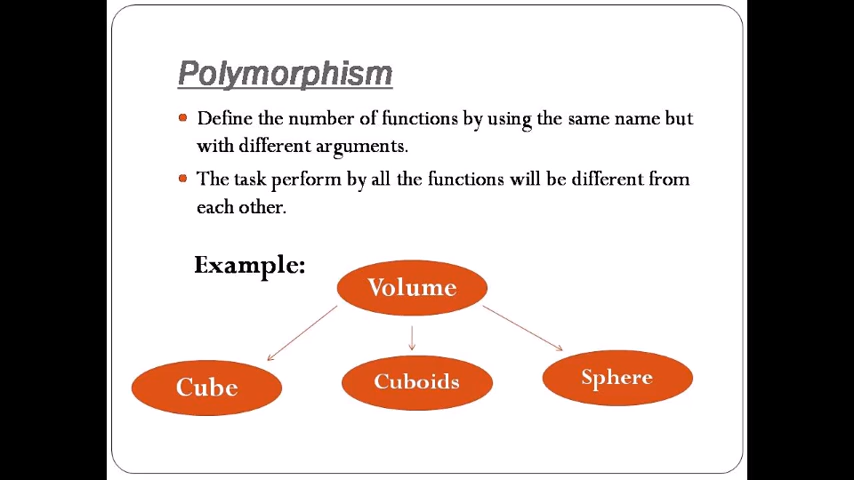 Polymorphism
Define the number of functions by using the same name but
with different arguments.
The task perform by all the functions will be different from
each other.
Example:
Volume
Cube
Cuboids
Sphere